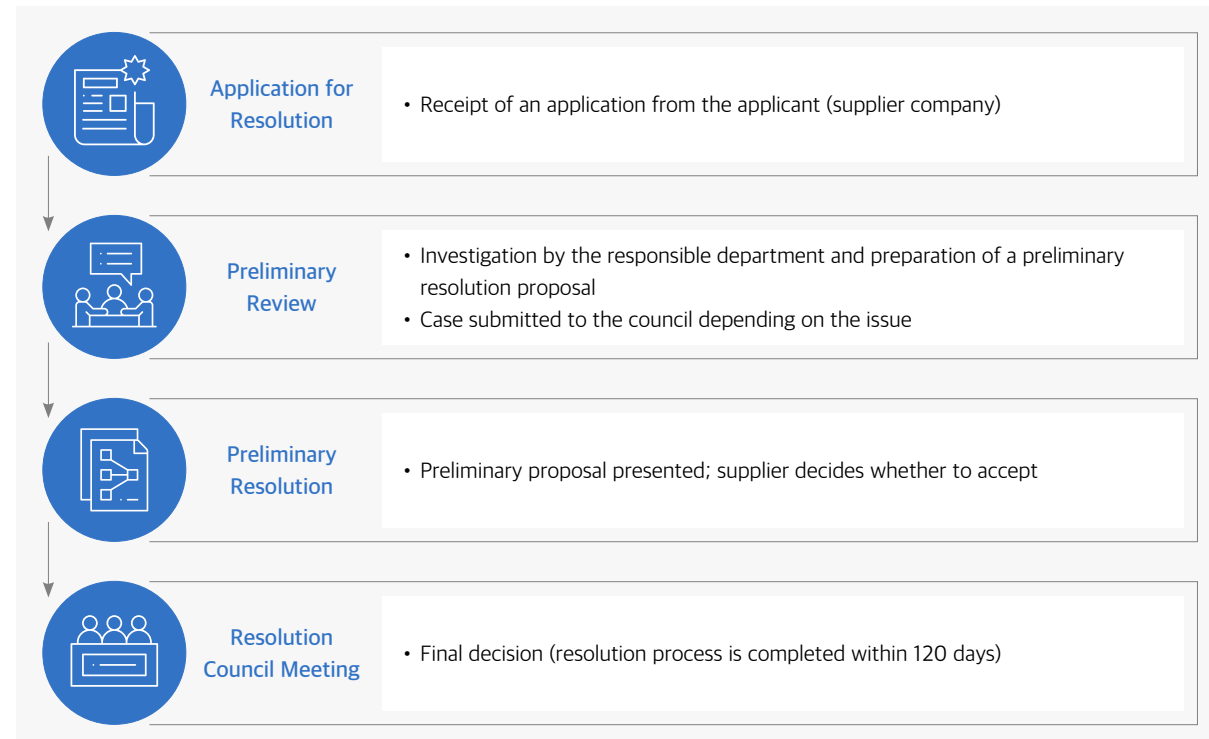 Application for
Resolution
• Receipt of an application from the applicant (supplier company)
Preliminary
Review
• Investigation by the responsible department and preparation of a preliminary
resolution proposal
• Case submitted to the council depending on the issue
Preliminary
Resolution
• Preliminary proposal presented; supplier decides whether to accept
Resolution
Council Meeting
• Final decision (resolution process is completed within 120 days)